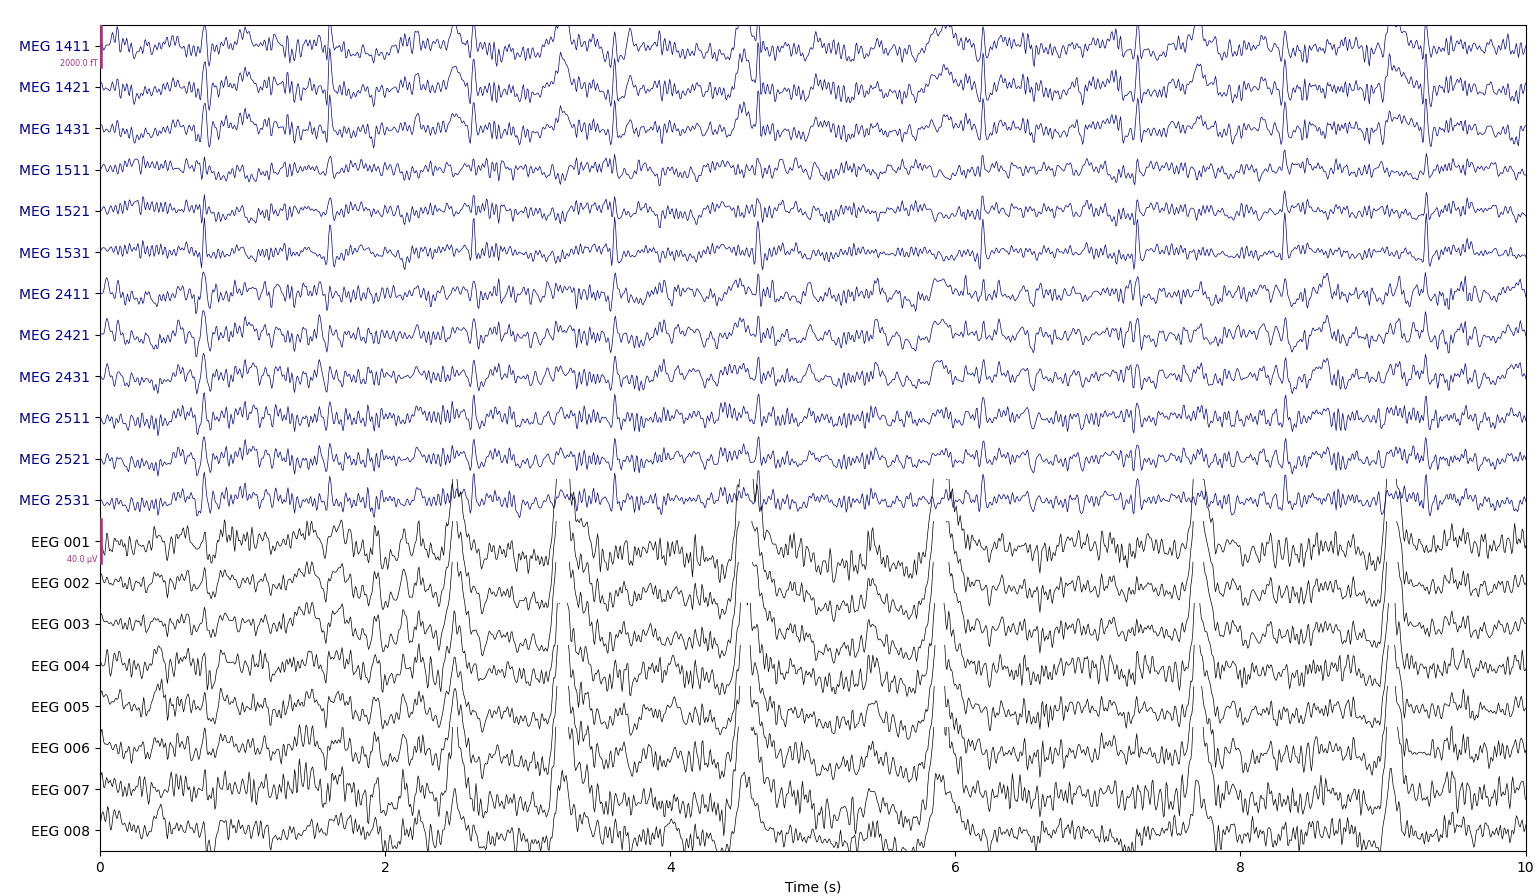 MEG 1411
2000.0 fT
MEG 1421
MEG 1431
MEG 1511
MEG 1521
MEG 1531
MEG 2411
MEG 2421
MEG 2431
MEG 2511
MEG 2521
MEG 2531
EEG 001
40.0 µV
EEG 002
EEG 003
EEG 004
EEG 005
EEG 006
EEG 007
EEG 008
0 2 4 6 8 10
Time (s)